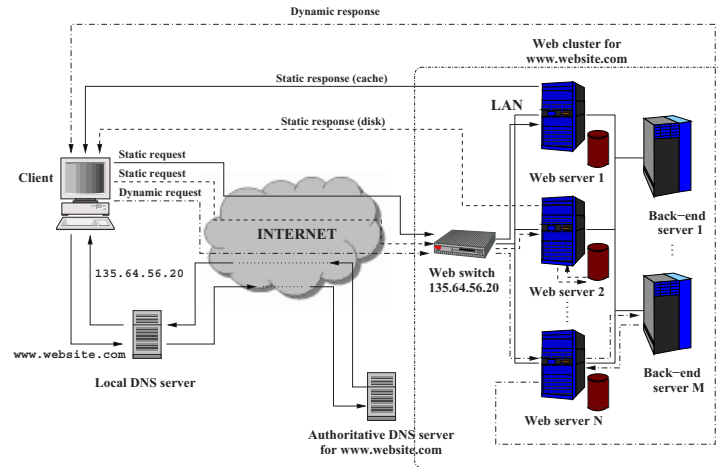 Dynamic response
Web cluster for
www.website.com
Static response (cache)
LAN
Static response (disk)
Static request
Static request
Dynamic request
Client
Web server 1
INTERNET
Back−end
server 1
Web switch
135.64.56.20
Web server 2
135.64.56.20
www.website.com
Local DNS server
Back−end
server M
Web server N
Authoritative DNS server
for www.website.com